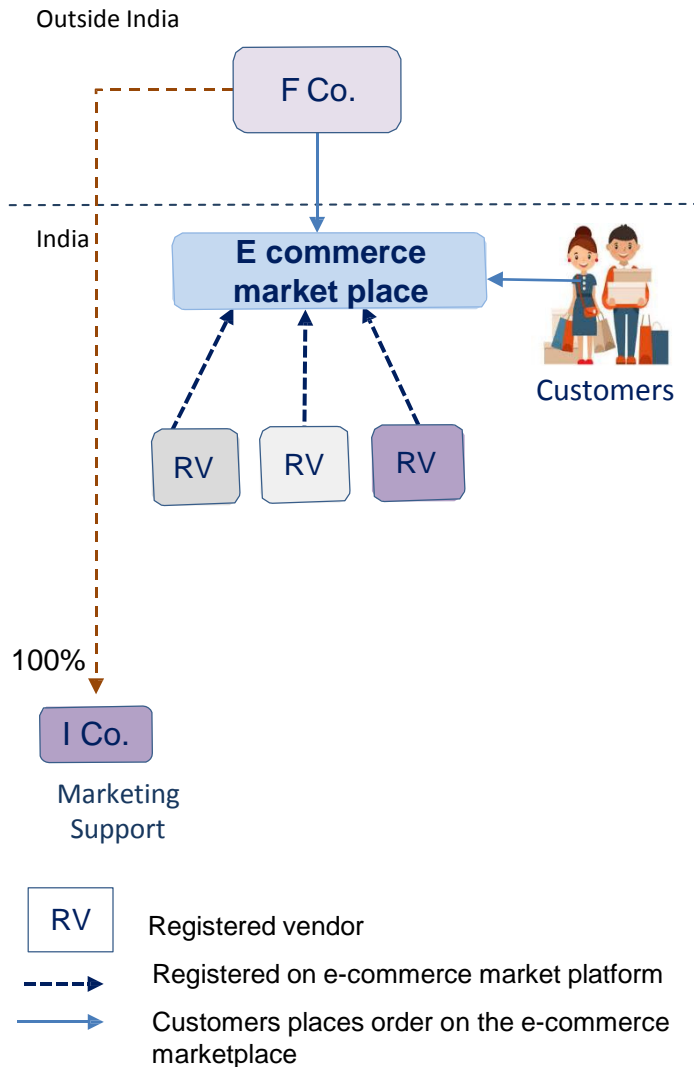 Outside India
F Co.
India
E commerce
market place
Customers
RV
RV
RV
100%
I Co.
Marketing
Support
RV
Registered vendor
Registered on e-commerce market platform
Customers places order on the e-commerce
marketplace